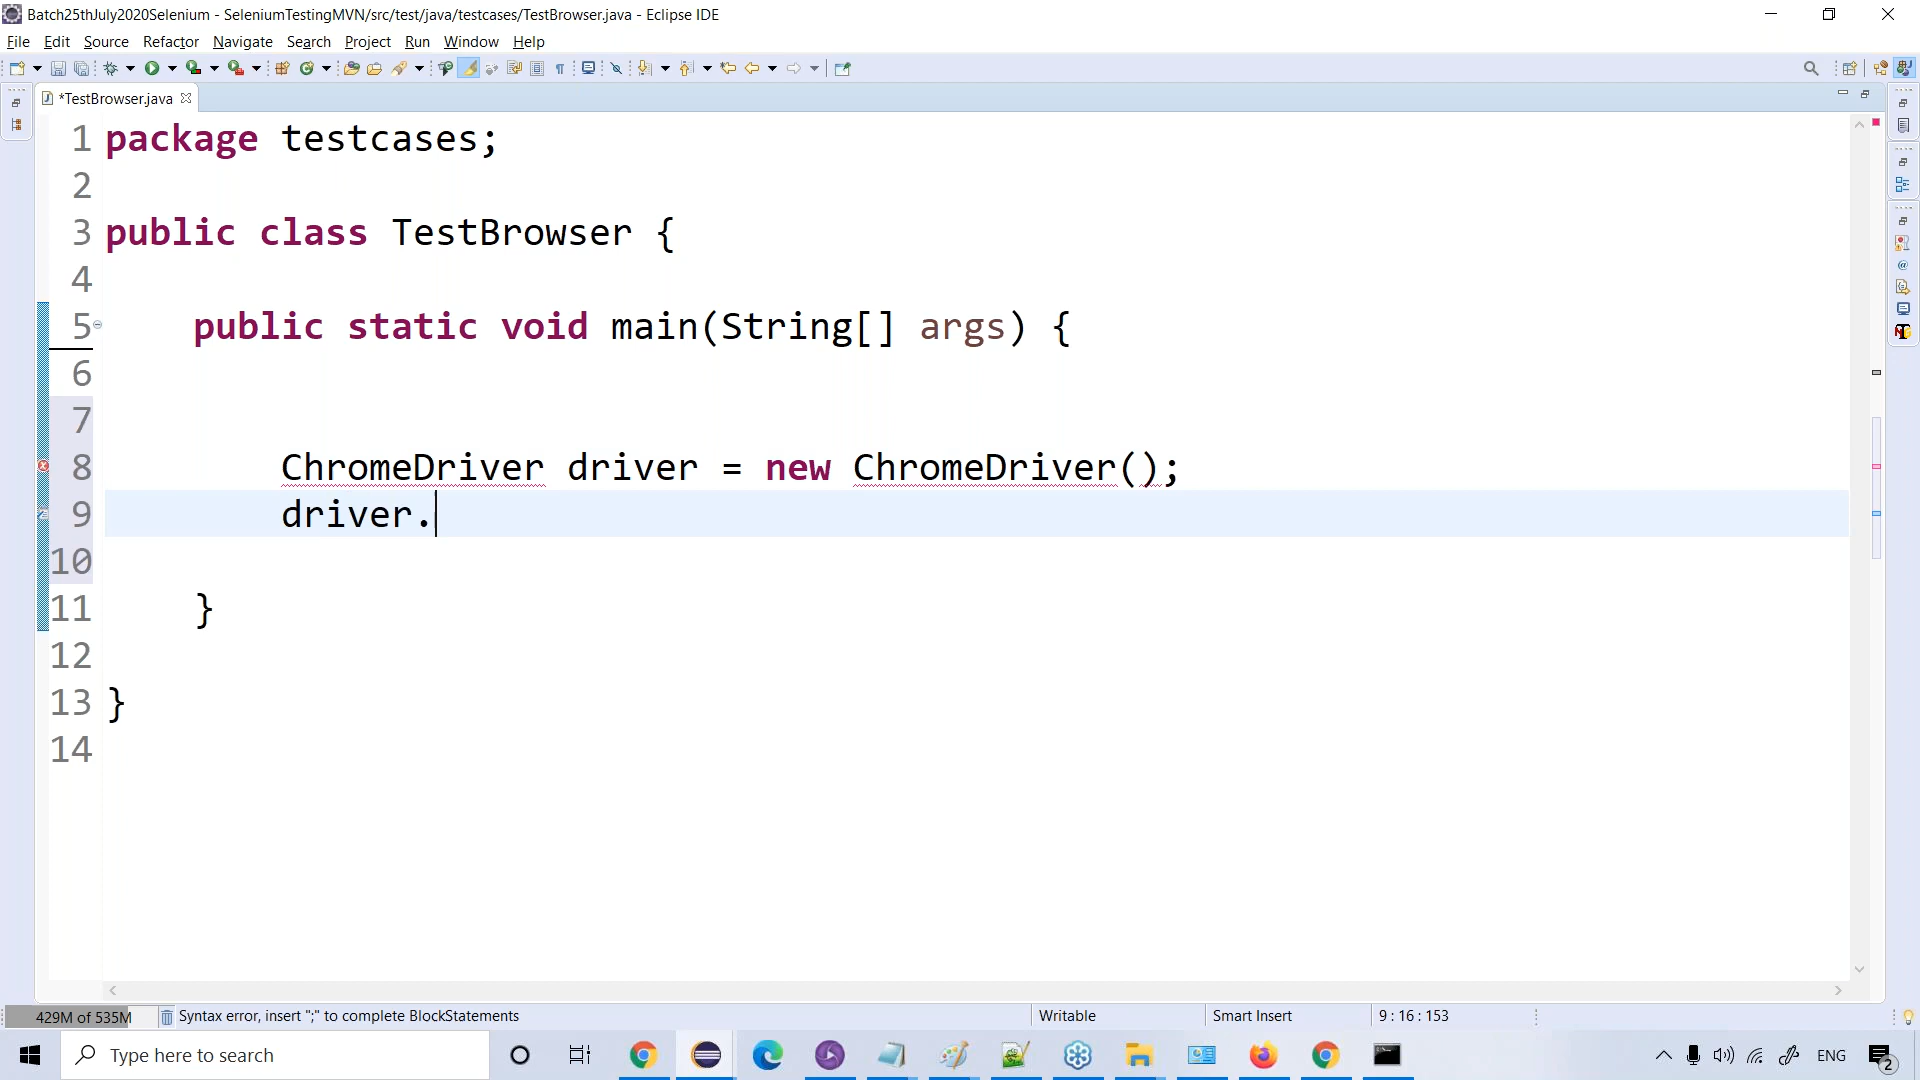 Batch25thJuly2020Selenium - SeleniumTestingMVN/src/test/java/testcases/TestBrowser.java - Eclipse IDE
File Edit Source Refactor Navigate Search Project Run Window Help
*TestBrowser.java
1 package testcases;
2
3 public class TestBrowser {
4
5 public static void main(String[] args) {
6
7
8 ChromeDriver driver = new ChromeDriver();
9 driver.
10
11 }
12
13 }
14
429M of 535M Syntax error, insert ";" to complete BlockStatements Writable Smart Insert 9 : 16 : 153
Type here to search ENG 2